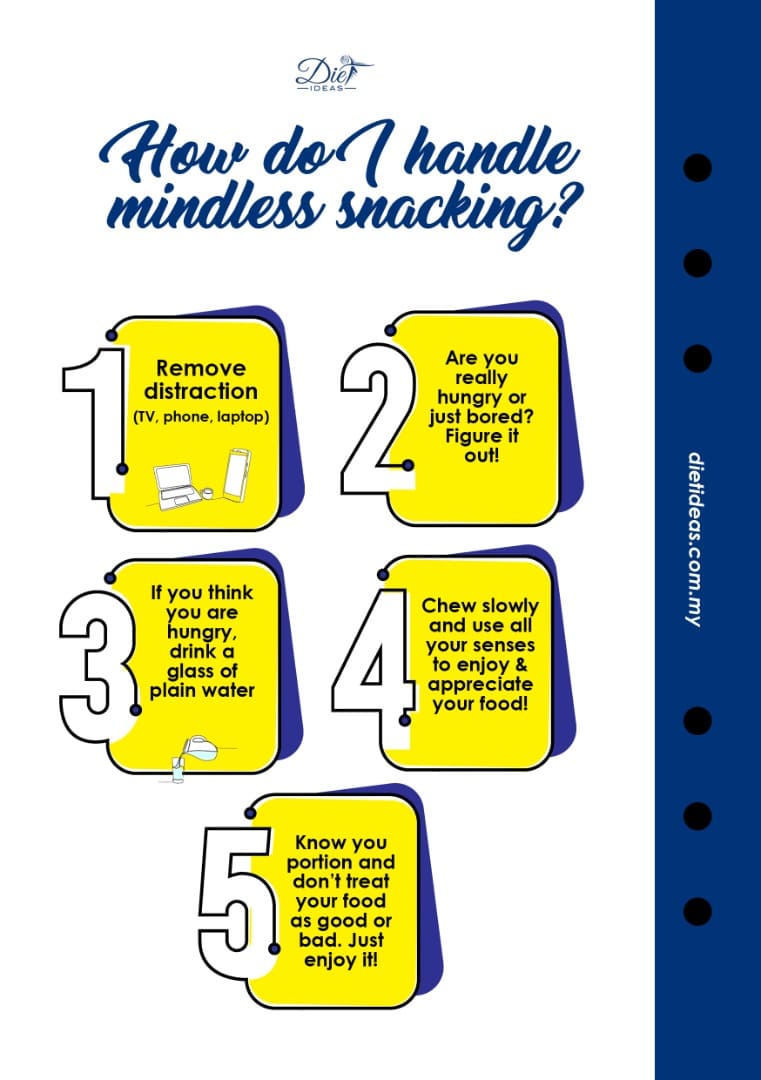 Diet
IDEAS
How do I handle
mindless snacking?
1
Remove
distraction
(TV, phone, laptop)
2
Are you
really
hungry or
just bored?
Figure it
out!
3
If you think
you are
hungry,
drink a
glass of
plain water
4
Chew slowly
and use all
your senses
to enjoy &
appreciate
your food!
5
Know you
portion and
don't treat
your food
as good or
bad. Just
enjoy it!
dietideas.com.my